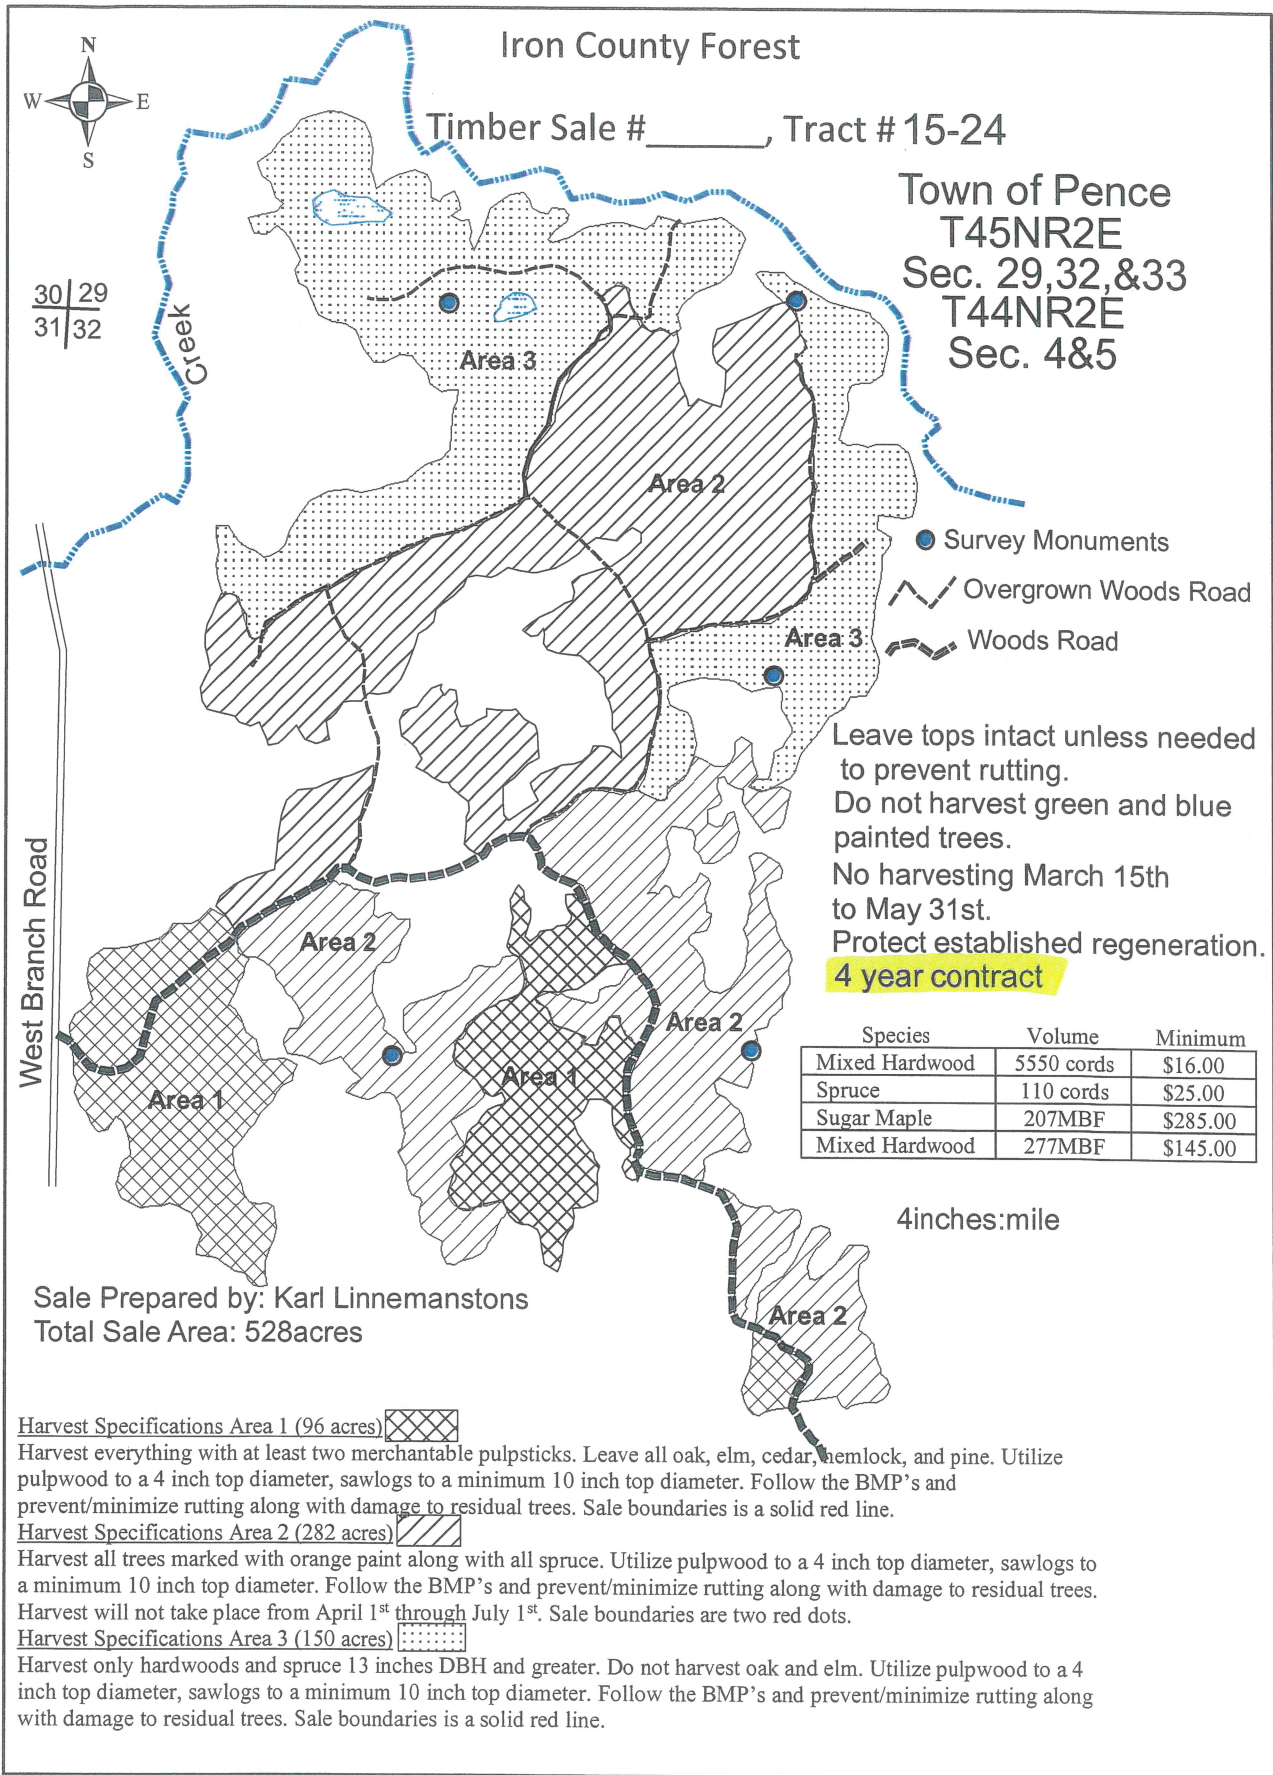 Iron County Forest
Timber Sale #______, Tract # 15-24
N
W E
S
Town of Pence
T45NR2E
Sec. 29,32,&33
T44NR2E
Sec. 4&5
30 29
31 32
Creek
Area 3
Area 2
Survey Monuments
Overgrown Woods Road
Area 3
Woods Road
Leave tops intact unless needed
to prevent rutting.
Do not harvest green and blue
painted trees.
No harvesting March 15th
to May 31st.
Protect established regeneration.
4 year contract
West Branch Road
Area 2
Area 2
Area 1
Area 1
Species Volume Minimum
Mixed Hardwood 5550 cords $16.00
Spruce 110 cords $25.00
Sugar Maple 207MBF $285.00
Mixed Hardwood 277MBF $145.00
4inches:mile
Area 2
Sale Prepared by: Karl Linnemanstons
Total Sale Area: 528acres
Harvest Specifications Area 1 (96 acres)
Harvest everything with at least two merchantable pulpsticks. Leave all oak, elm, cedar, hemlock, and pine. Utilize
pulpwood to a 4 inch top diameter, sawlogs to a minimum 10 inch top diameter. Follow the BMP's and
prevent/minimize rutting along with damage to residual trees. Sale boundaries is a solid red line.
Harvest Specifications Area 2 (282 acres)
Harvest all trees marked with orange paint along with all spruce. Utilize pulpwood to a 4 inch top diameter, sawlogs to
a minimum 10 inch top diameter. Follow the BMP's and prevent/minimize rutting along with damage to residual trees.
Harvest will not take place from April 1st through July 1st. Sale boundaries are two red dots.
Harvest Specifications Area 3 (150 acres)
Harvest only hardwoods and spruce 13 inches DBH and greater. Do not harvest oak and elm. Utilize pulpwood to a 4
inch top diameter, sawlogs to a minimum 10 inch top diameter. Follow the BMP's and prevent/minimize rutting along
with damage to residual trees. Sale boundaries is a solid red line.